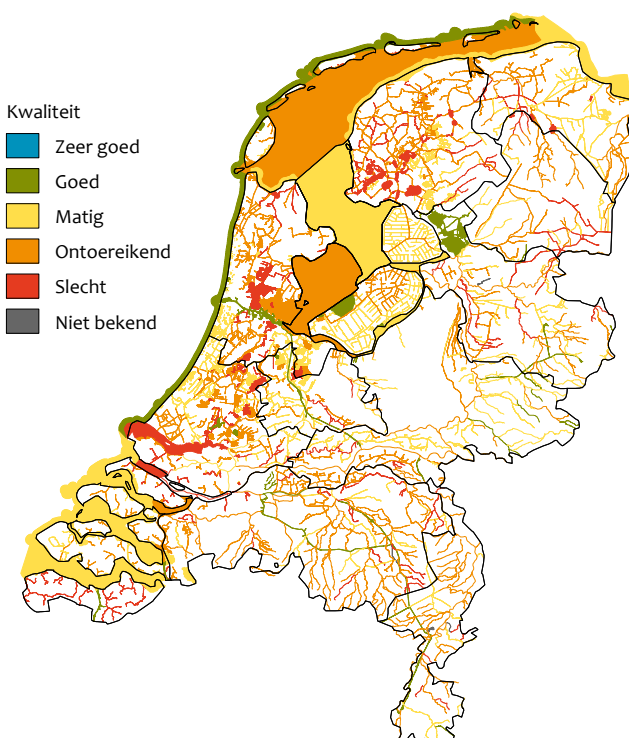 Kwaliteit
Zeer goed
Goed
Matig
Ontoereikend
Slecht
Niet bekend